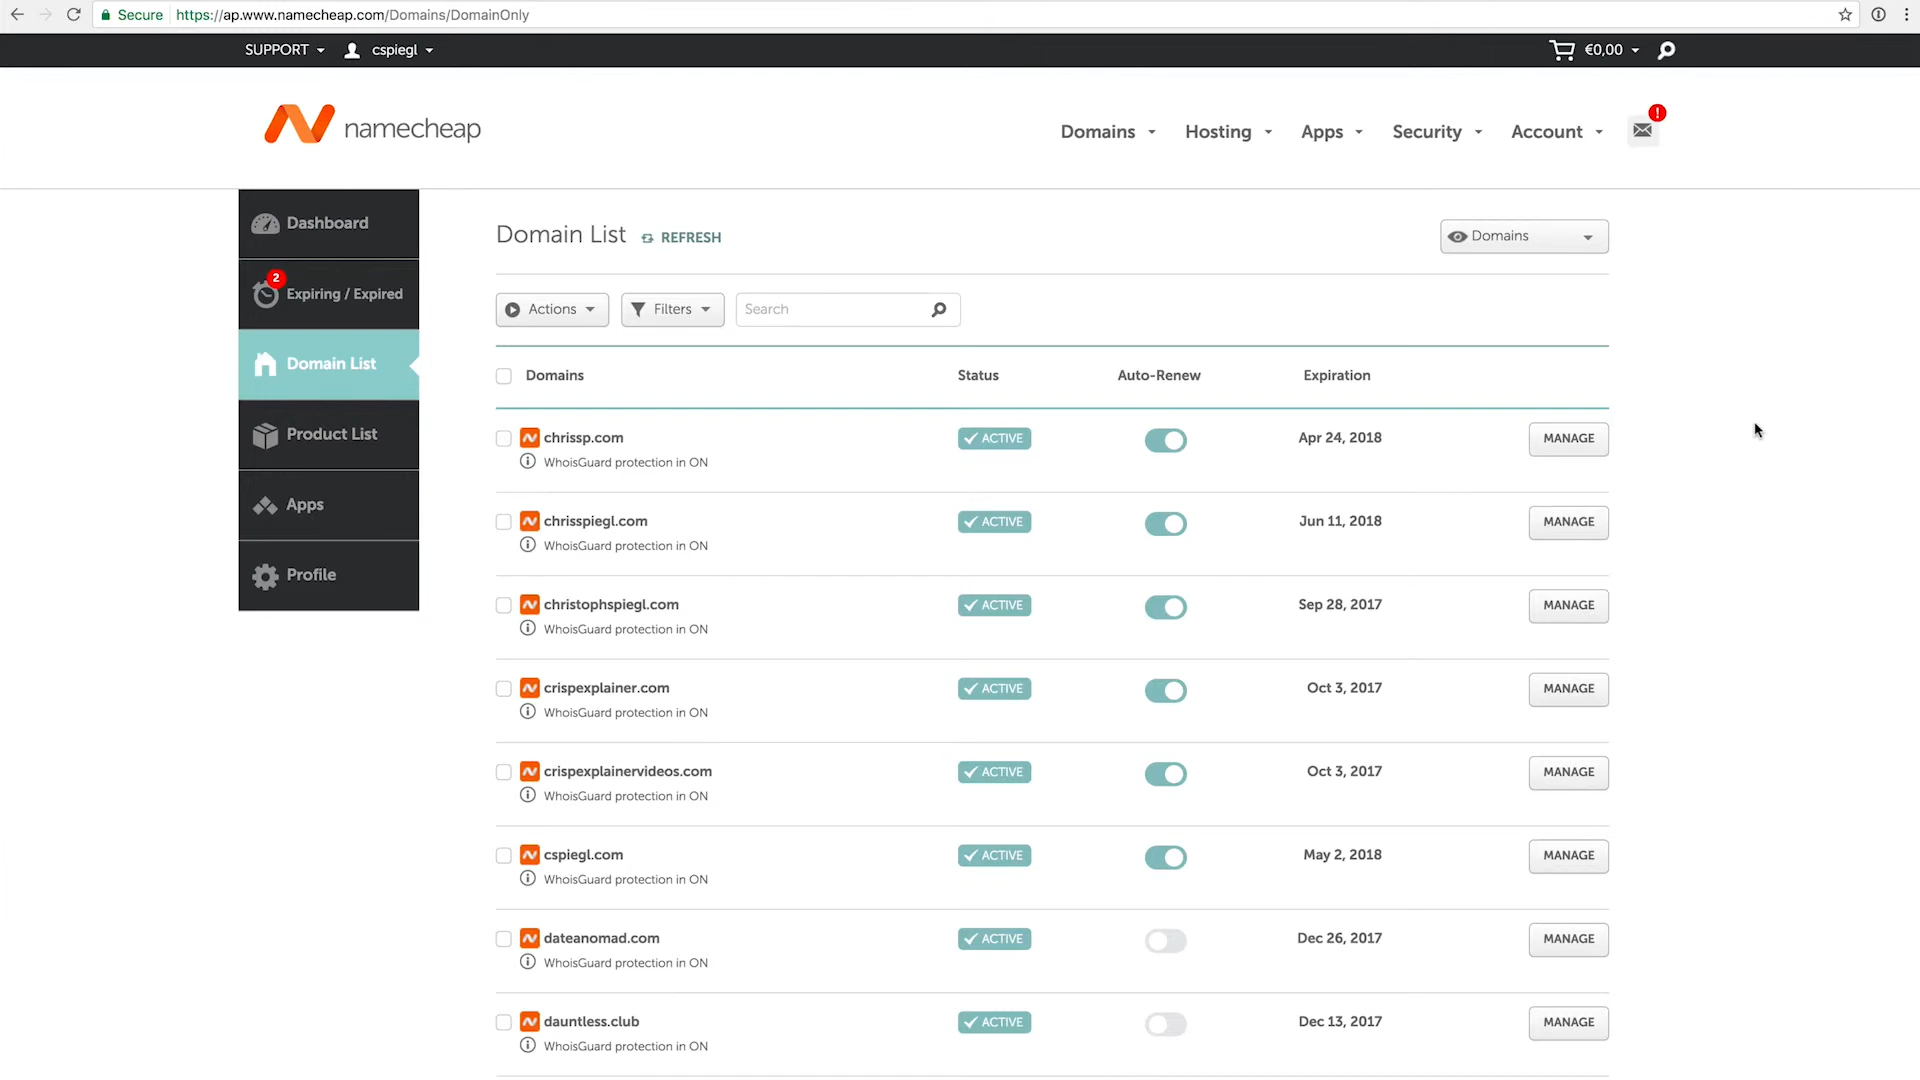 Secure https://ap.www.namecheap.com/Domains/DomainOnly
SUPPORT cspiegl €0,00
namecheap
Domains Hosting Apps Security Account !
Dashboard
2
Expiring / Expired
Domain List
Product List
Apps
Profile
Domain List REFRESH
Domains
Actions Filters Search
Domains Status Auto-Renew Expiration
chrissp.com ACTIVE Apr 24, 2018 MANAGE
WhoisGuard protection in ON
chrisspiegl.com ACTIVE Jun 11, 2018 MANAGE
WhoisGuard protection in ON
christophspiegl.com ACTIVE Sep 28, 2017 MANAGE
WhoisGuard protection in ON
crispexplainer.com ACTIVE Oct 3, 2017 MANAGE
WhoisGuard protection in ON
crispexplainervideos.com ACTIVE Oct 3, 2017 MANAGE
WhoisGuard protection in ON
cspiegl.com ACTIVE May 2, 2018 MANAGE
WhoisGuard protection in ON
dateanomad.com ACTIVE Dec 26, 2017 MANAGE
WhoisGuard protection in ON
dauntless.club ACTIVE Dec 13, 2017 MANAGE
WhoisGuard protection in ON